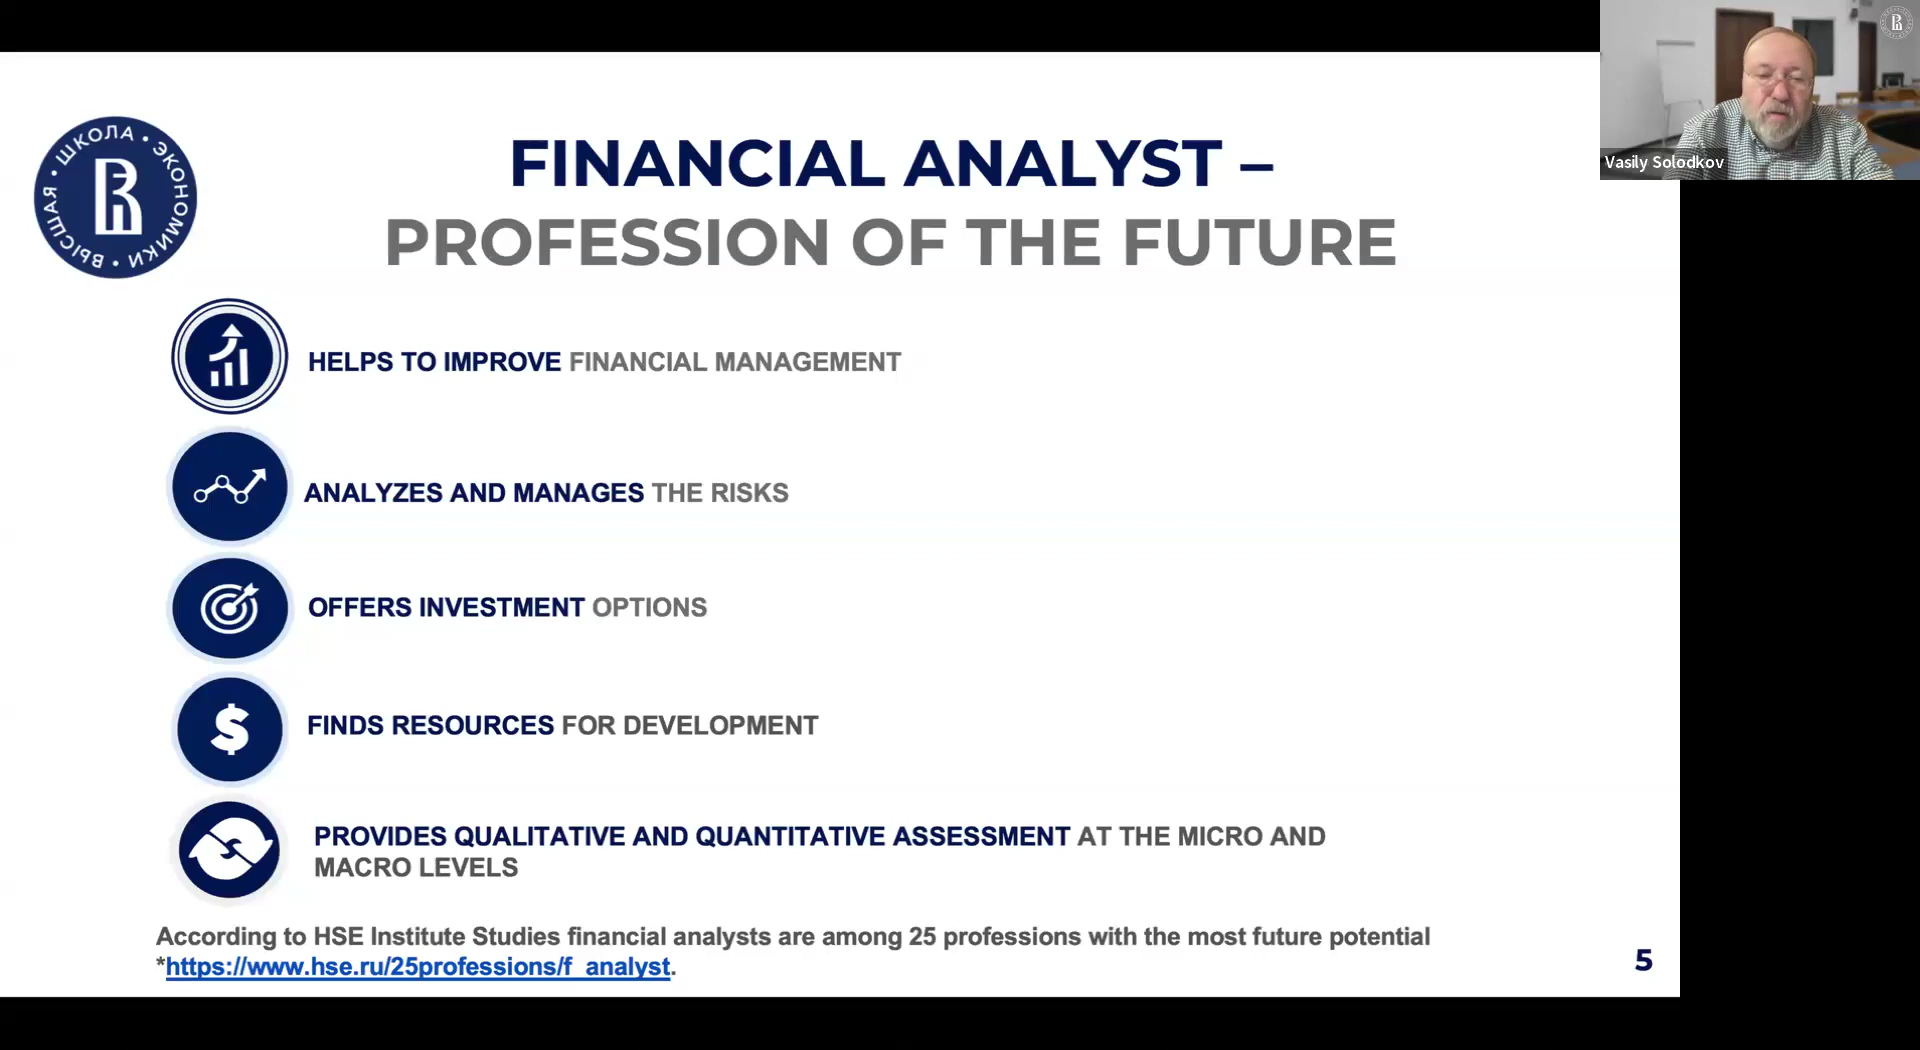 Vasily Solodkov
ВЫСШАЯ • ШКОЛА • ЭКОНОМИКИ •
FINANCIAL ANALYST –
PROFESSION OF THE FUTURE
HELPS TO IMPROVE FINANCIAL MANAGEMENT
ANALYZES AND MANAGES THE RISKS
OFFERS INVESTMENT OPTIONS
$
FINDS RESOURCES FOR DEVELOPMENT
PROVIDES QUALITATIVE AND QUANTITATIVE ASSESSMENT AT THE MICRO AND
MACRO LEVELS
According to HSE Institute Studies financial analysts are among 25 professions with the most future potential
*https://www.hse.ru/25professions/f_analyst.
5